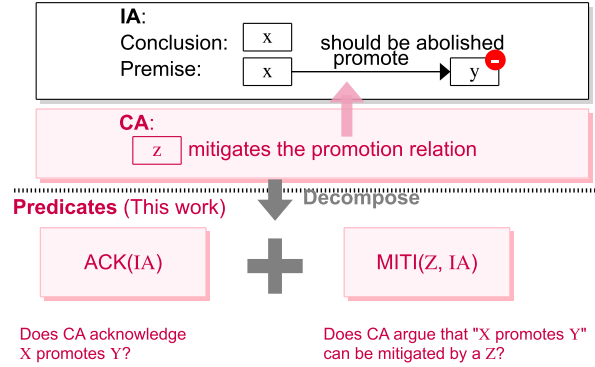 IA:
Conclusion: x should be abolished
Premise: x promote y -
CA:
z mitigates the promotion relation
Decompose
Predicates (This work)
ACK(IA)
MITI(Z, IA)
Does CA acknowledge
X promotes Y?
Does CA argue that "X promotes Y"
can be mitigated by a Z?